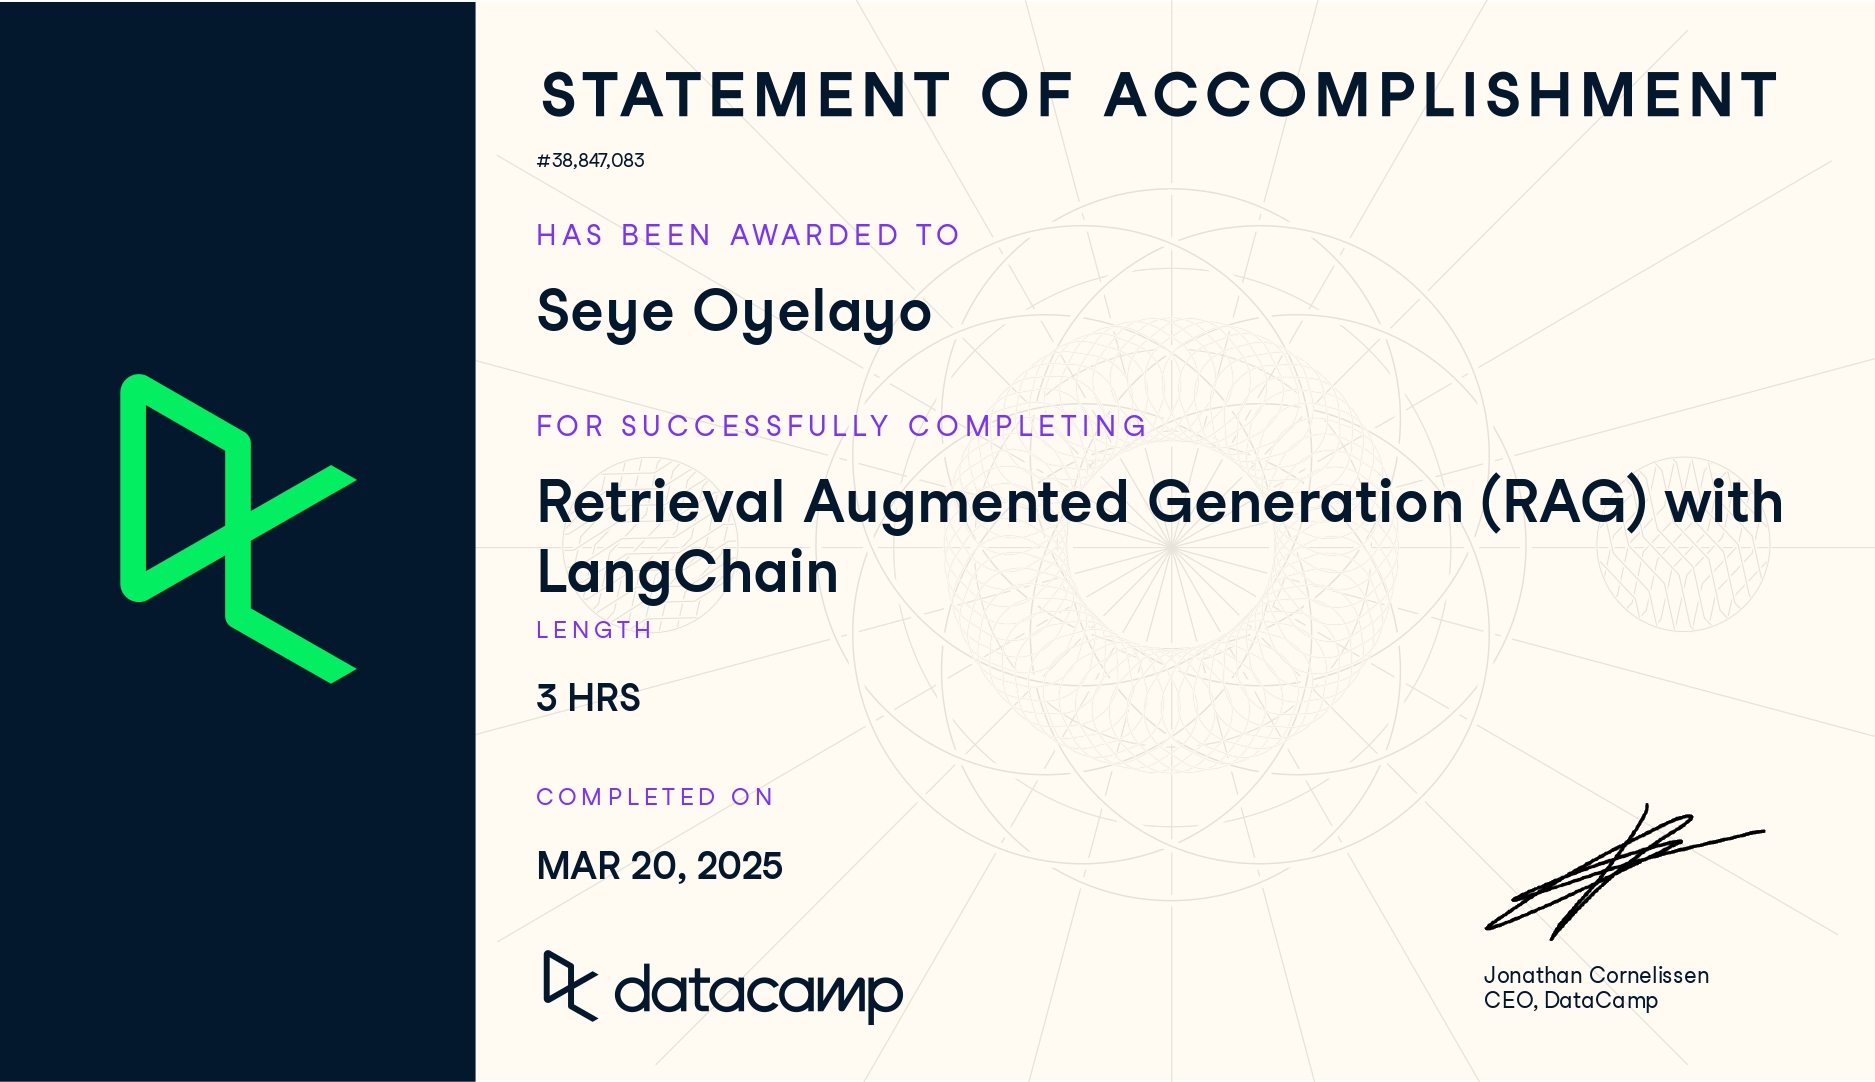 STATEMENT OF ACCOMPLISHMENT
#38,847,083
HAS BEEN AWARDED TO
Seye Oyelayo
FOR SUCCESSFULLY COMPLETING
Retrieval Augmented Generation (RAG) with
LangChain
LENGTH
3 HRS
COMPLETED ON
MAR 20, 2025
datacamp
Jonathan Cornelissen
CEO, DataCamp